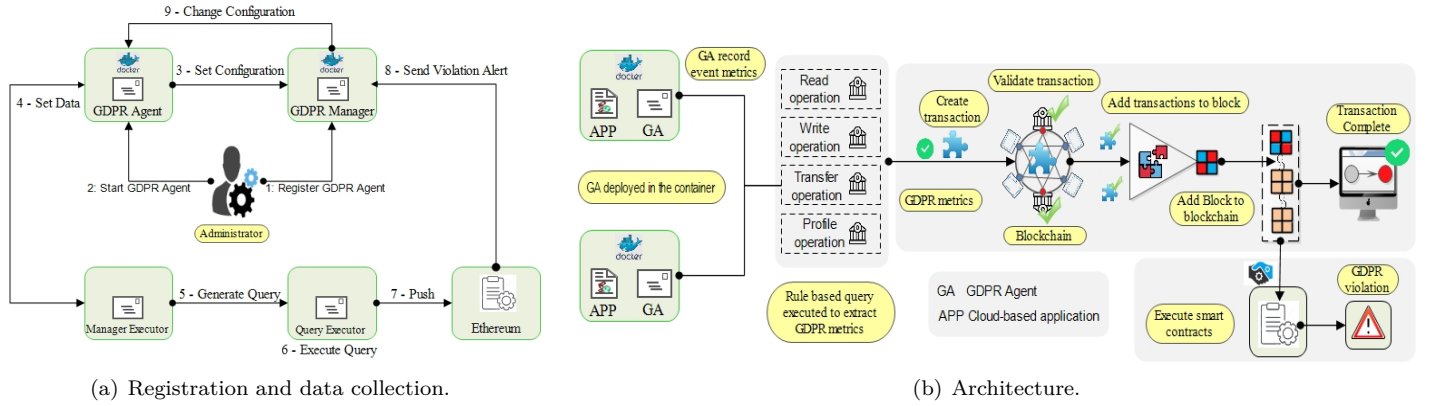 9 - Change Configuration
docker
GDPR Agent
3 - Set Configuration
docker
GDPR Manager
8 - Send Violation Alert
4 - Set Data
2: Start GDPR Agent
1: Register GDPR Agent
Administrator
Manager Executor
5 - Generate Query
Query Executor
6 - Execute Query
7 - Push
Ethereum
(a) Registration and data collection.
docker
APP
GA
GA record
event metrics
GA deployed in the container
docker
APP
GA
Read
operation
Write
operation
Transfer
operation
Profile
operation
Rule based query
executed to extract
GDPR metrics
Create
transaction
GDPR metrics
Validate transaction
Blockchain
Add transactions to block
Add Block to
blockchain
Transaction
Complete
GA GDPR Agent
APP Cloud-based application
Execute smart
contracts
GDPR
violation
(b) Architecture.